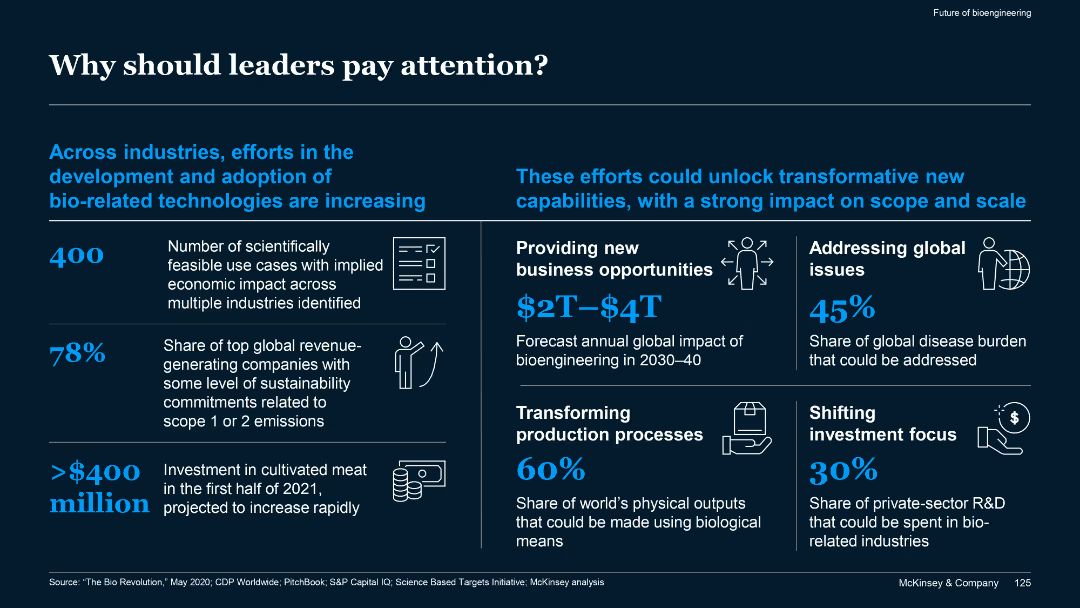 Future of bioengineering
Why should leaders pay attention?
Across industries, efforts in the
development and adoption of
bio-related technologies are increasing
400
Number of scientifically
feasible use cases with implied
economic impact across
multiple industries identified
78%
Share of top global revenue-
generating companies with
some level of sustainability
commitments related to
scope 1 or 2 emissions
>$400
million
Investment in cultivated meat
in the first half of 2021,
projected to increase rapidly
These efforts could unlock transformative new
capabilities, with a strong impact on scope and scale
Providing new
business opportunities
$2T–$4T
Forecast annual global impact of
bioengineering in 2030–40
Addressing global
issues
45%
Share of global disease burden
that could be addressed
Transforming
production processes
60%
Share of world’s physical outputs
that could be made using biological
means
Shifting
investment focus
$
30%
Share of private-sector R&D
that could be spent in bio-
related industries
Source: “The Bio Revolution,” May 2020; CDP Worldwide; PitchBook; S&P Capital IQ; Science Based Targets Initiative; McKinsey analysis
McKinsey & Company 125